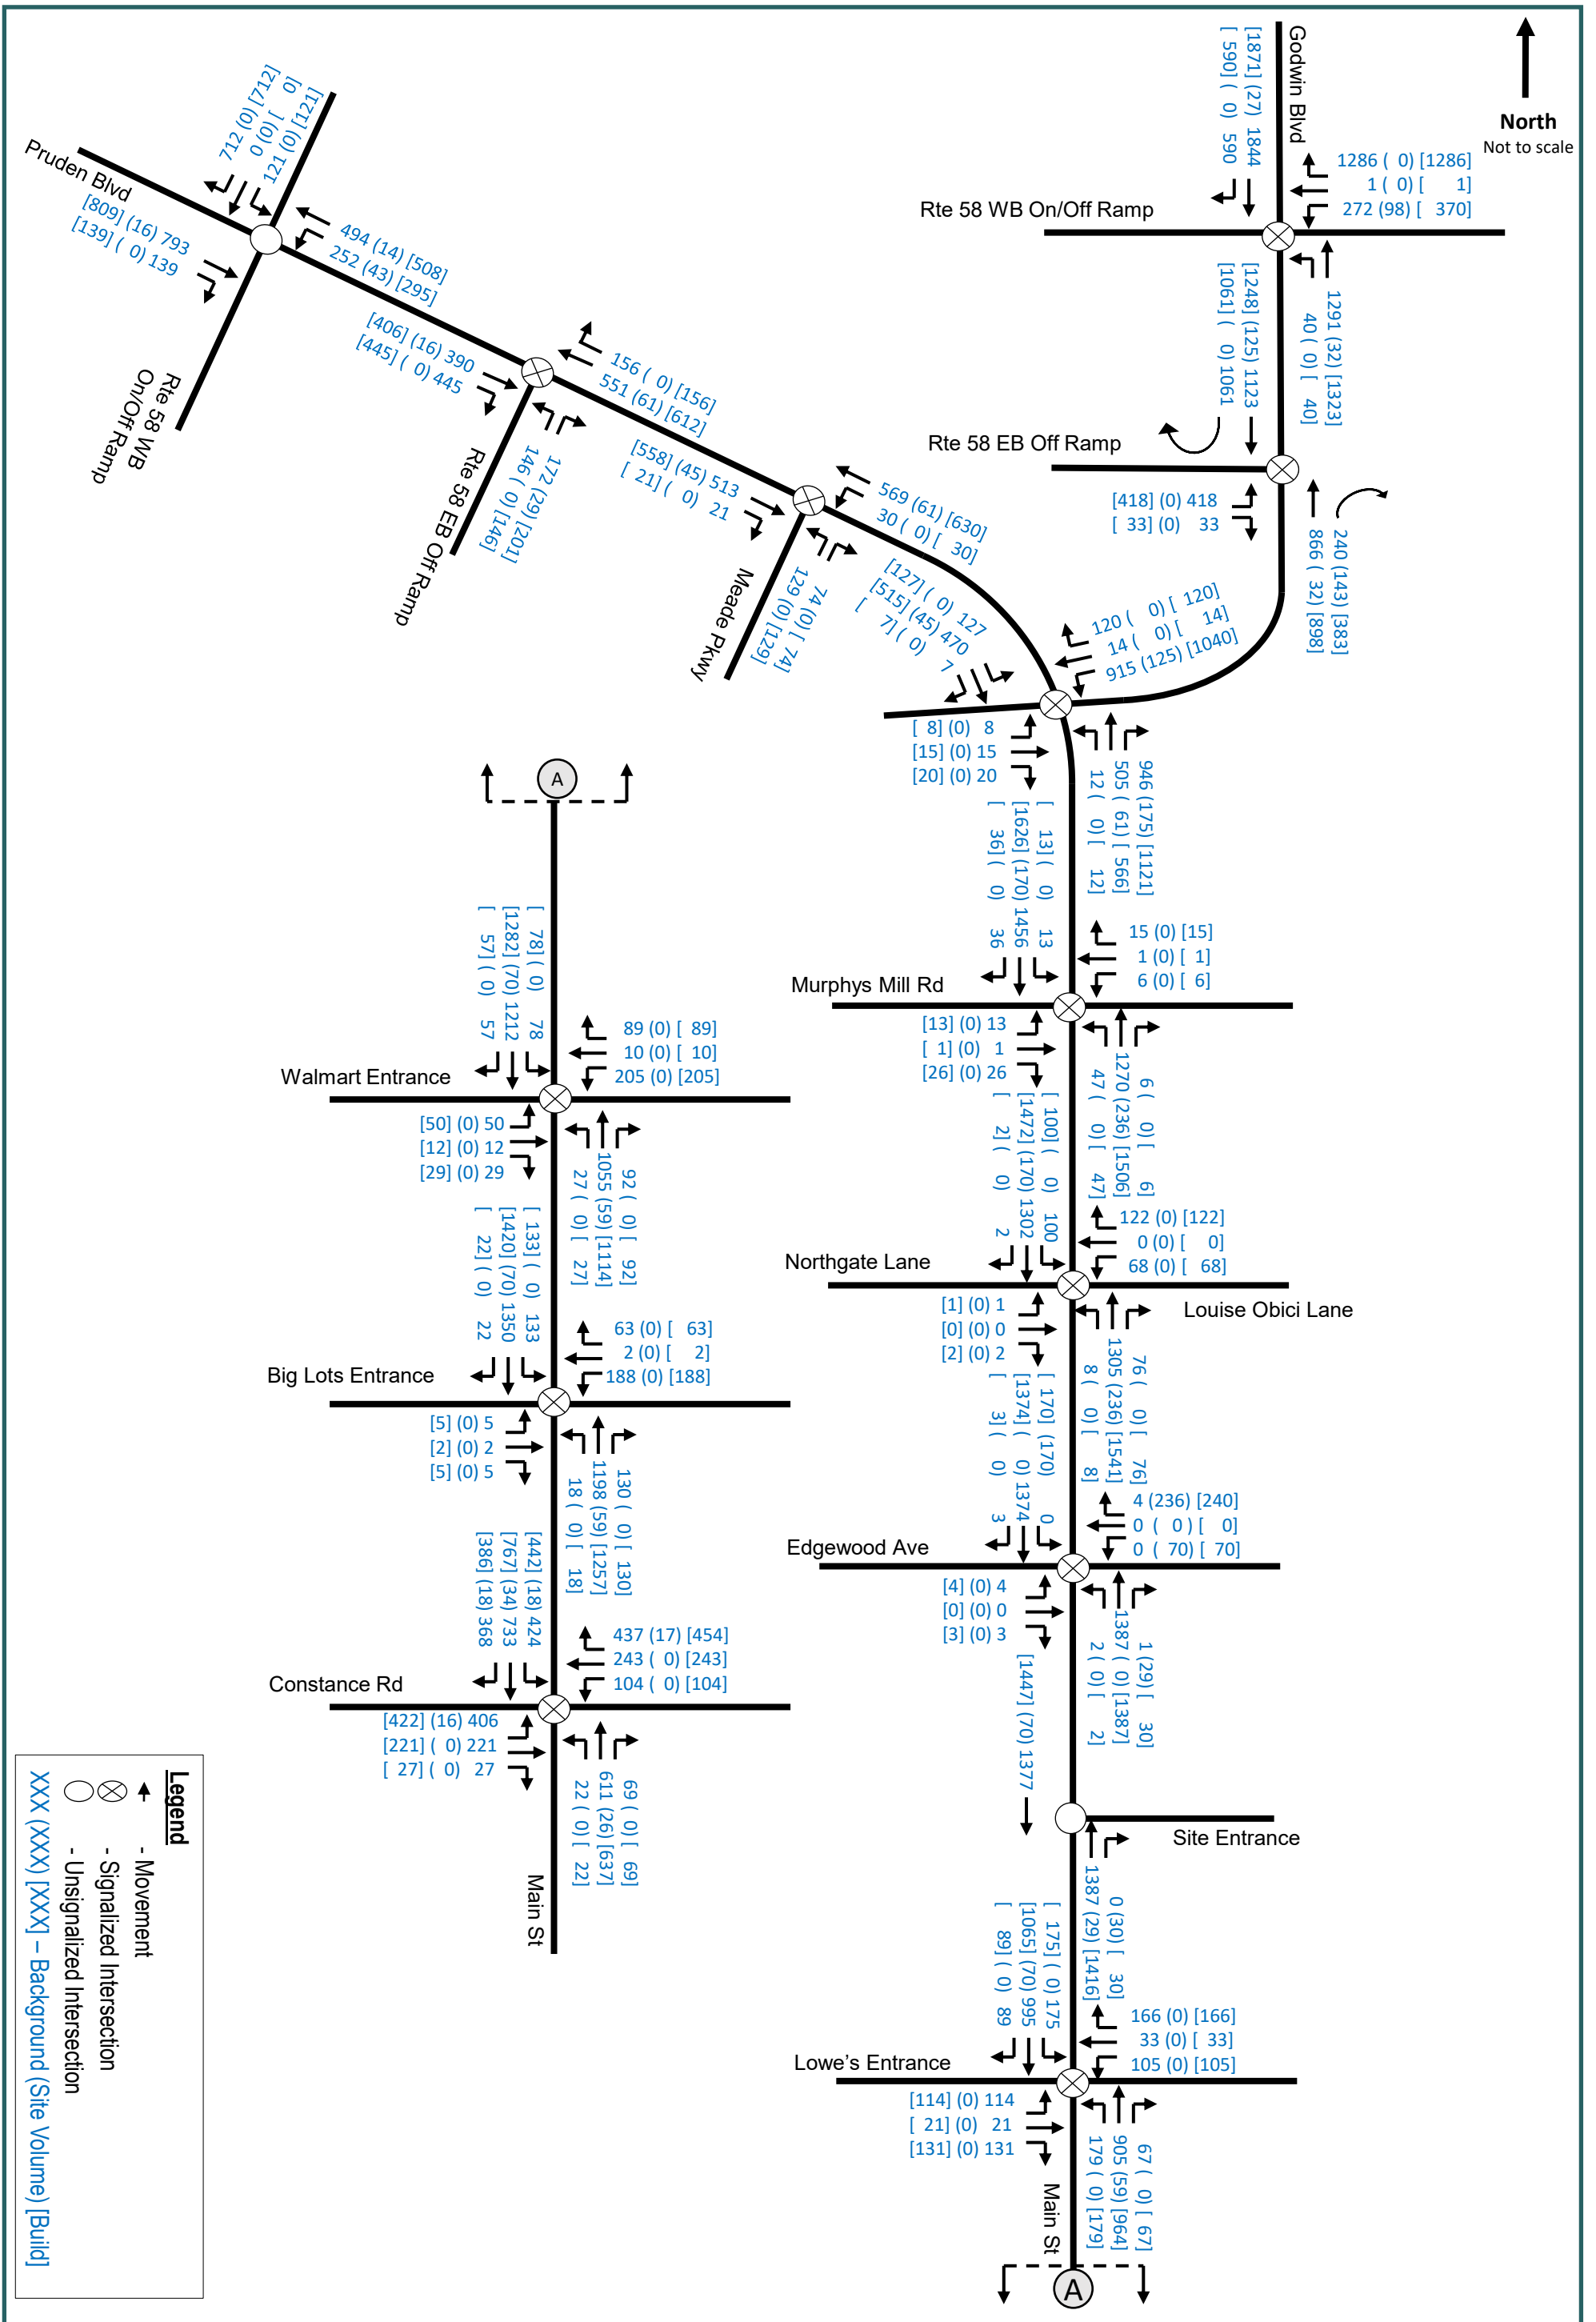 North
Not to scale
Godwin Blvd
[1871] (27) 1844
[ 590] ( 0) 590
1286 ( 0) [1286]
1 ( 0) [ 1]
272 (98) [ 370]
Rte 58 WB On/Off Ramp
1291 (32) [1323]
40 ( 0) [ 40]
[1248] (125) 1123
[1061] ( 0) 1061
Rte 58 EB Off Ramp
[418] (0) 418
[ 33] (0) 33
240 (143) [383]
866 ( 32) [898]
712 (0) [712]
0 (0) [ 0]
121 (0) [121]
Pruden Blvd
[809] (16) 793
[139] ( 0) 139
494 (14) [508]
252 (43) [295]
Rte 58 WB
On/Off Ramp
[406] (16) 390
[445] ( 0) 445
156 ( 0) [156]
551 (61) [612]
Rte 58 EB Off Ramp
172 (29) [201]
146 ( 0) [146]
[558] (45) 513
[ 21] ( 0) 21
569 (61) [630]
30 ( 0) [ 30]
Meade Pkwy
74 (0) [ 74]
129 (0) [129]
[127] ( 0) 127
[515] (45) 470
[ 7] ( 0) 7
120 ( 0) [ 120]
14 ( 0) [ 14]
915 (125) [1040]
[ 8] (0) 8
[15] (0) 15
[20] (0) 20
946 (175) [1121]
505 ( 61) [ 566]
12 ( 0) [ 12]
[ 13] ( 0) 13
[1626] (170) 1456
[ 36] ( 0) 36
15 (0) [15]
1 (0) [ 1]
6 (0) [ 6]
Murphys Mill Rd
[13] (0) 13
[ 1] (0) 1
[26] (0) 26
6 ( 0) [ 6]
1270 (236) [1506]
47 ( 0) [ 47]
[ 100] ( 0) 100
[1472] (170) 1302
[ 2] ( 0) 2
122 (0) [122]
0 (0) [ 0]
68 (0) [ 68]
Northgate Lane
Louise Obici Lane
[1] (0) 1
[0] (0) 0
[2] (0) 2
76 ( 0) [ 76]
1305 (236) [1541]
8 ( 0) [ 8]
[ 170] (170) 0
[1374] ( 0) 1374
[ 3] ( 0) 3
4 (236) [240]
0 ( 0 ) [ 0]
0 ( 70) [ 70]
Edgewood Ave
[4] (0) 4
[0] (0) 0
[3] (0) 3
1 (29) [ 30]
1387 ( 0) [1387]
2 ( 0) [ 2]
[1447] (70) 1377
Site Entrance
0 (30) [ 30]
1387 (29) [1416]
[ 175] ( 0) 175
[1065] (70) 995
[ 89] ( 0) 89
166 (0) [166]
33 (0) [ 33]
105 (0) [105]
Lowe's Entrance
[114] (0) 114
[ 21] (0) 21
[131] (0) 131
67 ( 0) [ 67]
905 (59) [964]
179 ( 0) [179]
Main St
A
A
[ 78] ( 0) 78
[1282] (70) 1212
[ 57] ( 0) 57
89 (0) [ 89]
10 (0) [ 10]
205 (0) [205]
Walmart Entrance
[50] (0) 50
[12] (0) 12
[29] (0) 29
92 ( 0) [ 92]
1055 (59) [1114]
27 ( 0) [ 27]
[ 133] ( 0) 133
[1420] (70) 1350
[ 22] ( 0) 22
63 (0) [ 63]
2 (0) [ 2]
188 (0) [188]
Big Lots Entrance
[5] (0) 5
[2] (0) 2
[5] (0) 5
130 ( 0) [ 130]
1198 (59) [1257]
18 ( 0) [ 18]
[442] (18) 424
[767] (34) 733
[386] (18) 368
437 (17) [454]
243 ( 0) [243]
104 ( 0) [104]
Constance Rd
[422] (16) 406
[221] ( 0) 221
[ 27] ( 0) 27
69 ( 0) [ 69]
611 (26) [637]
22 ( 0) [ 22]
Main St
Legend
- Movement
- Signalized Intersection
- Unsignalized Intersection
XXX (XXX) [XXX] – Background (Site Volume) [Build]